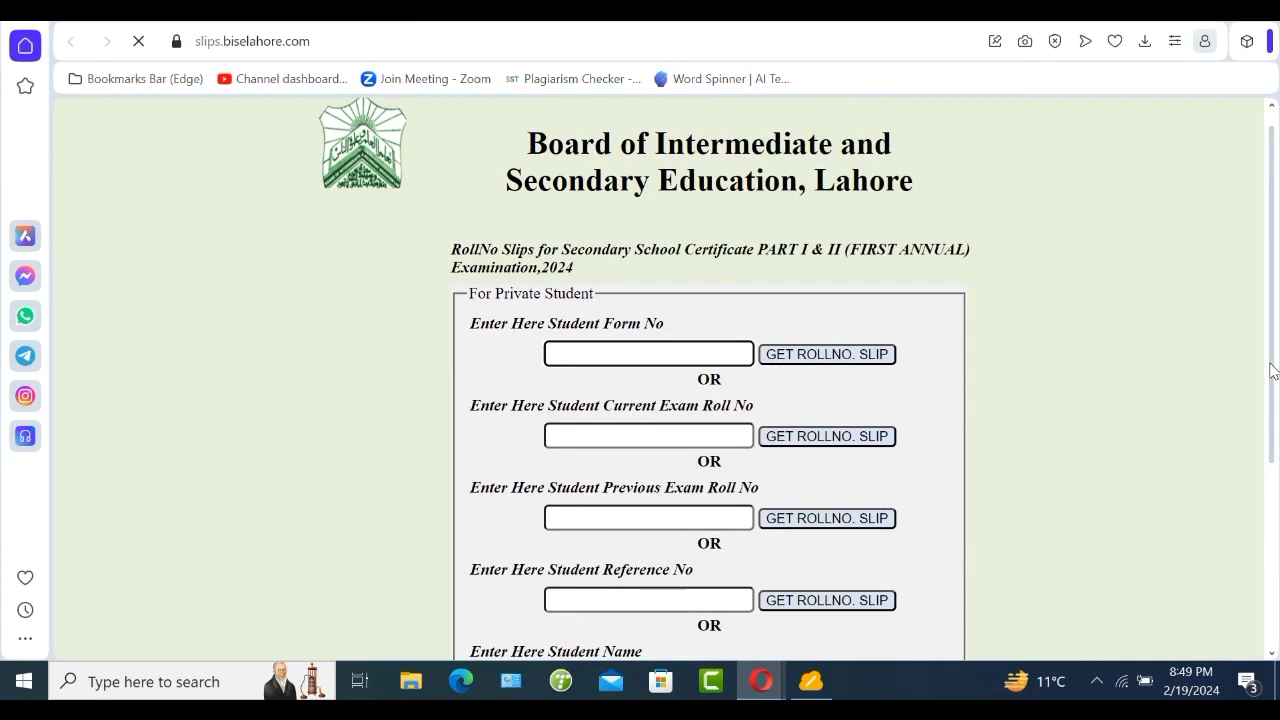 slips.biselahore.com
Bookmarks Bar (Edge) Channel dashboard... Join Meeting - Zoom SST Plagiarism Checker -... Word Spinner | AI Te...
Board of Intermediate and
Secondary Education, Lahore
RollNo Slips for Secondary School Certificate PART I & II (FIRST ANNUAL)
Examination,2024
For Private Student
Enter Here Student Form No
GET ROLLNO. SLIP
OR
Enter Here Student Current Exam Roll No
GET ROLLNO. SLIP
OR
Enter Here Student Previous Exam Roll No
GET ROLLNO. SLIP
OR
Enter Here Student Reference No
GET ROLLNO. SLIP
OR
Enter Here Student Name
Type here to search
11°C
8:49 PM
2/19/2024
3